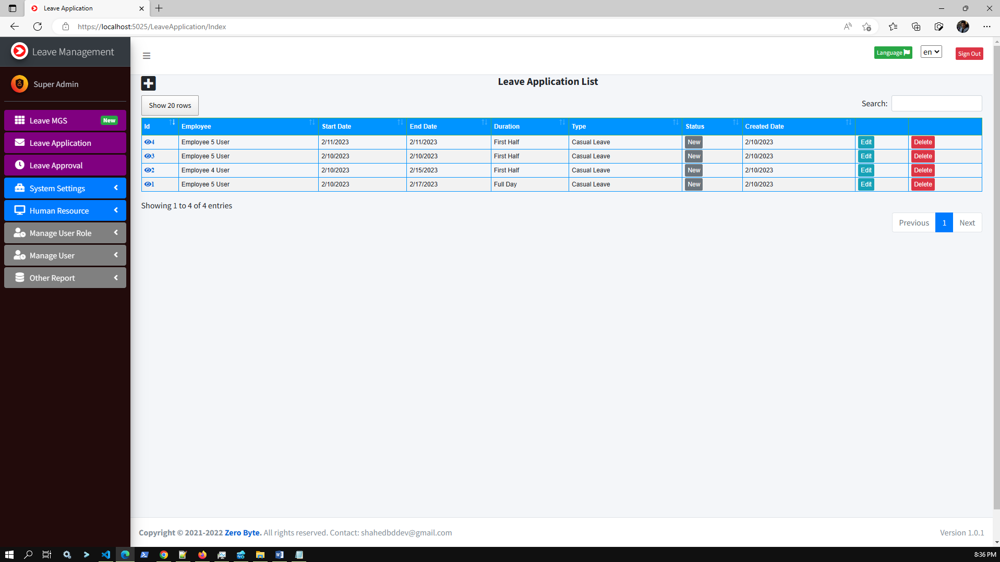 Leave Application
https://localhost:5025/LeaveApplication/Index
Leave Management
Language
en
Sign Out
Super Admin
Leave MGS New
Leave Application
Leave Approval
System Settings
Human Resource
Manage User Role
Manage User
Other Report
Leave Application List
Show 20 rows
Search:
Id Employee Start Date End Date Duration Type Status Created Date
4 Employee 5 User 2/11/2023 2/11/2023 First Half Casual Leave New 2/10/2023 Edit Delete
3 Employee 5 User 2/10/2023 2/10/2023 First Half Casual Leave New 2/10/2023 Edit Delete
2 Employee 4 User 2/10/2023 2/15/2023 First Half Casual Leave New 2/10/2023 Edit Delete
1 Employee 5 User 2/10/2023 2/17/2023 Full Day Casual Leave New 2/10/2023 Edit Delete
Showing 1 to 4 of 4 entries
Previous 1 Next
Copyright © 2021-2022 Zero Byte. All rights reserved. Contact: shahedbddev@gmail.com
Version 1.0.1
8:36 PM